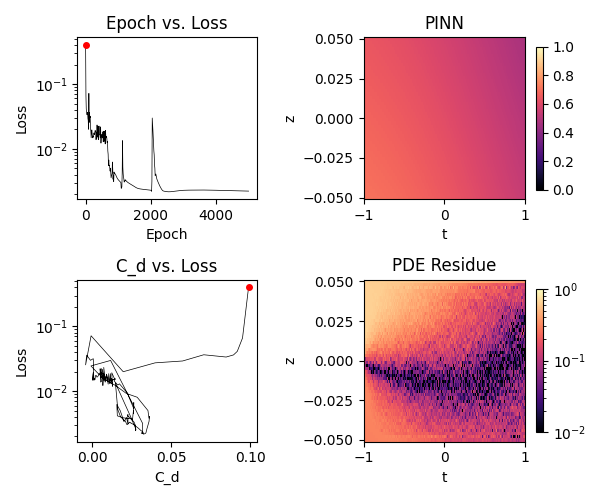 Epoch vs. Loss
Loss
10^-1
10^-2
0 2000 4000
Epoch
PINN
z
0.050
0.025
0.000
−0.025
−0.050
−1 0 1
t
1.0
0.8
0.6
0.4
0.2
0.0
C_d vs. Loss
Loss
10^-1
10^-2
0.00 0.05 0.10
C_d
PDE Residue
z
0.050
0.025
0.000
−0.025
−0.050
−1 0 1
t
10^0
10^-1
10^-2